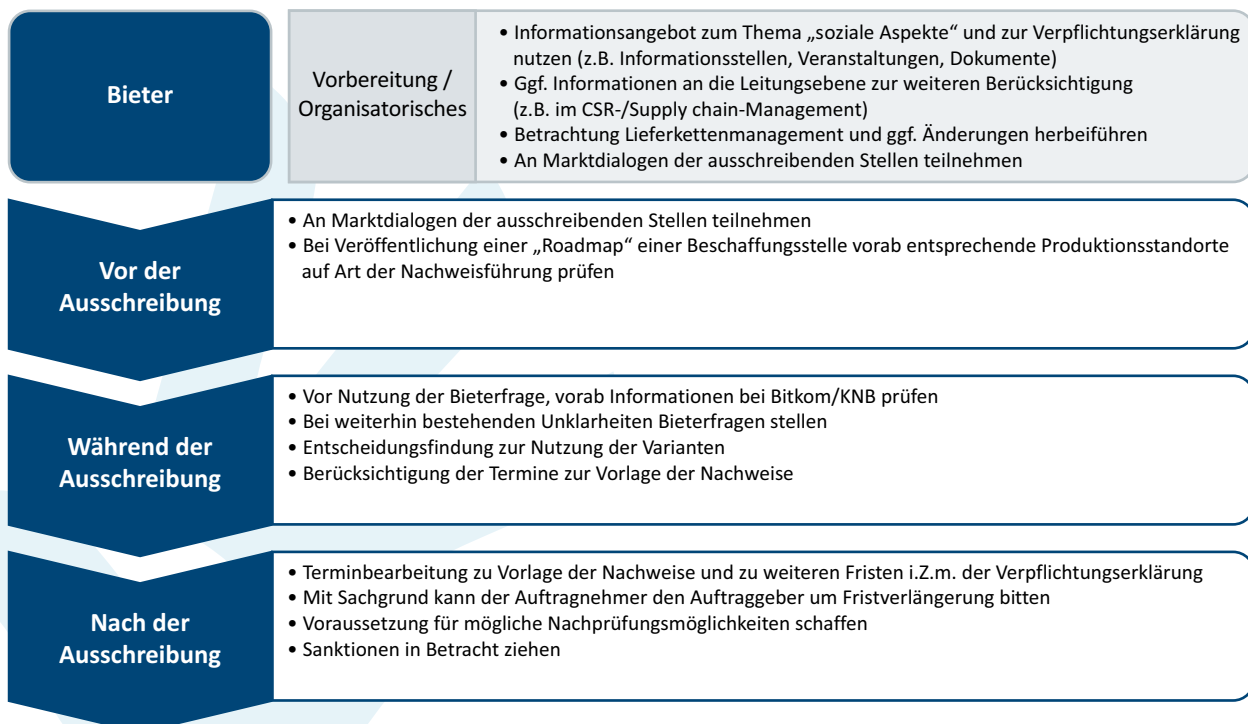 Bieter
Vorbereitung /
Organisatorisches
• Informationsangebot zum Thema „soziale Aspekte“ und zur Verpflichtungserklärung
nutzen (z.B. Informationsstellen, Veranstaltungen, Dokumente)
• Ggf. Informationen an die Leitungsebene zur weiteren Berücksichtigung
(z.B. im CSR-/Supply chain-Management)
• Betrachtung Lieferkettenmanagement und ggf. Änderungen herbeiführen
• An Marktdialogen der ausschreibenden Stellen teilnehmen
Vor der
Ausschreibung
• An Marktdialogen der ausschreibenden Stellen teilnehmen
• Bei Veröffentlichung einer „Roadmap“ einer Beschaffungsstelle vorab entsprechende Produktionsstandorte
auf Art der Nachweisführung prüfen
Während der
Ausschreibung
• Vor Nutzung der Bieterfrage, vorab Informationen bei Bitkom/KNB prüfen
• Bei weiterhin bestehenden Unklarheiten Bieterfragen stellen
• Entscheidungsfindung zur Nutzung der Varianten
• Berücksichtigung der Termine zur Vorlage der Nachweise
Nach der
Ausschreibung
• Terminbearbeitung zu Vorlage der Nachweise und zu weiteren Fristen i.Z.m. der Verpflichtungserklärung
• Mit Sachgrund kann der Auftragnehmer den Auftraggeber um Fristverlängerung bitten
• Voraussetzung für mögliche Nachprüfungsmöglichkeiten schaffen
• Sanktionen in Betracht ziehen